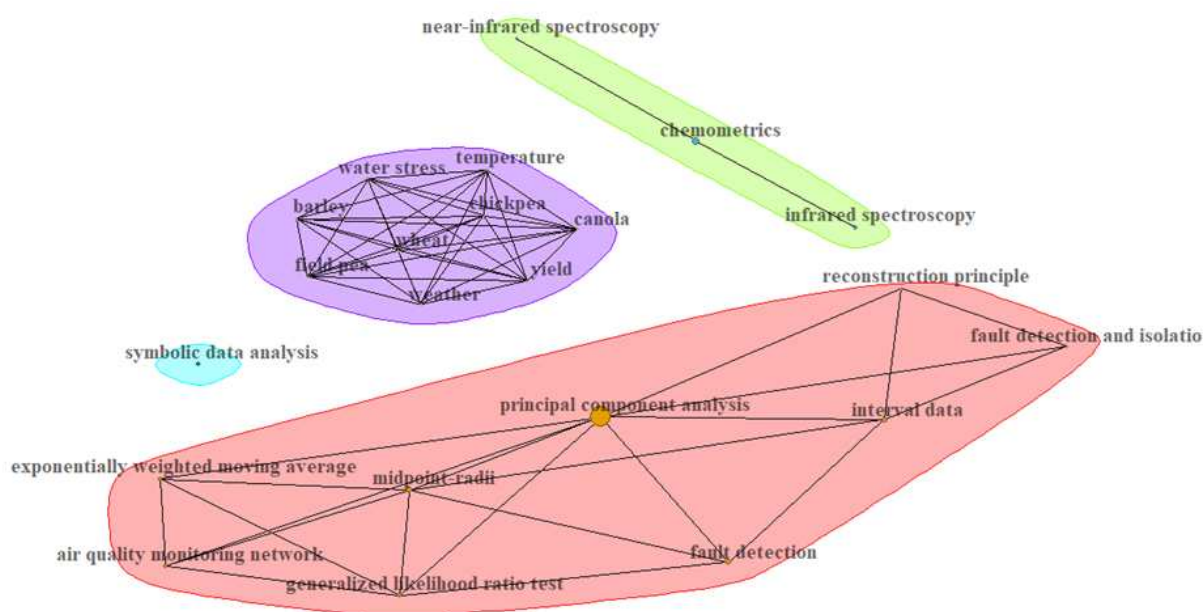 near-infrared spectroscopy
chemometrics
infrared spectroscopy
temperature
water stress
chickpea
barley
canola
wheat
field pea
yield
weather
reconstruction principle
symbolic data analysis
fault detection and isolatio
principal component analysis
interval data
exponentially weighted moving average
midpoint-radii
air quality monitoring network
fault detection
generalized likelihood ratio test